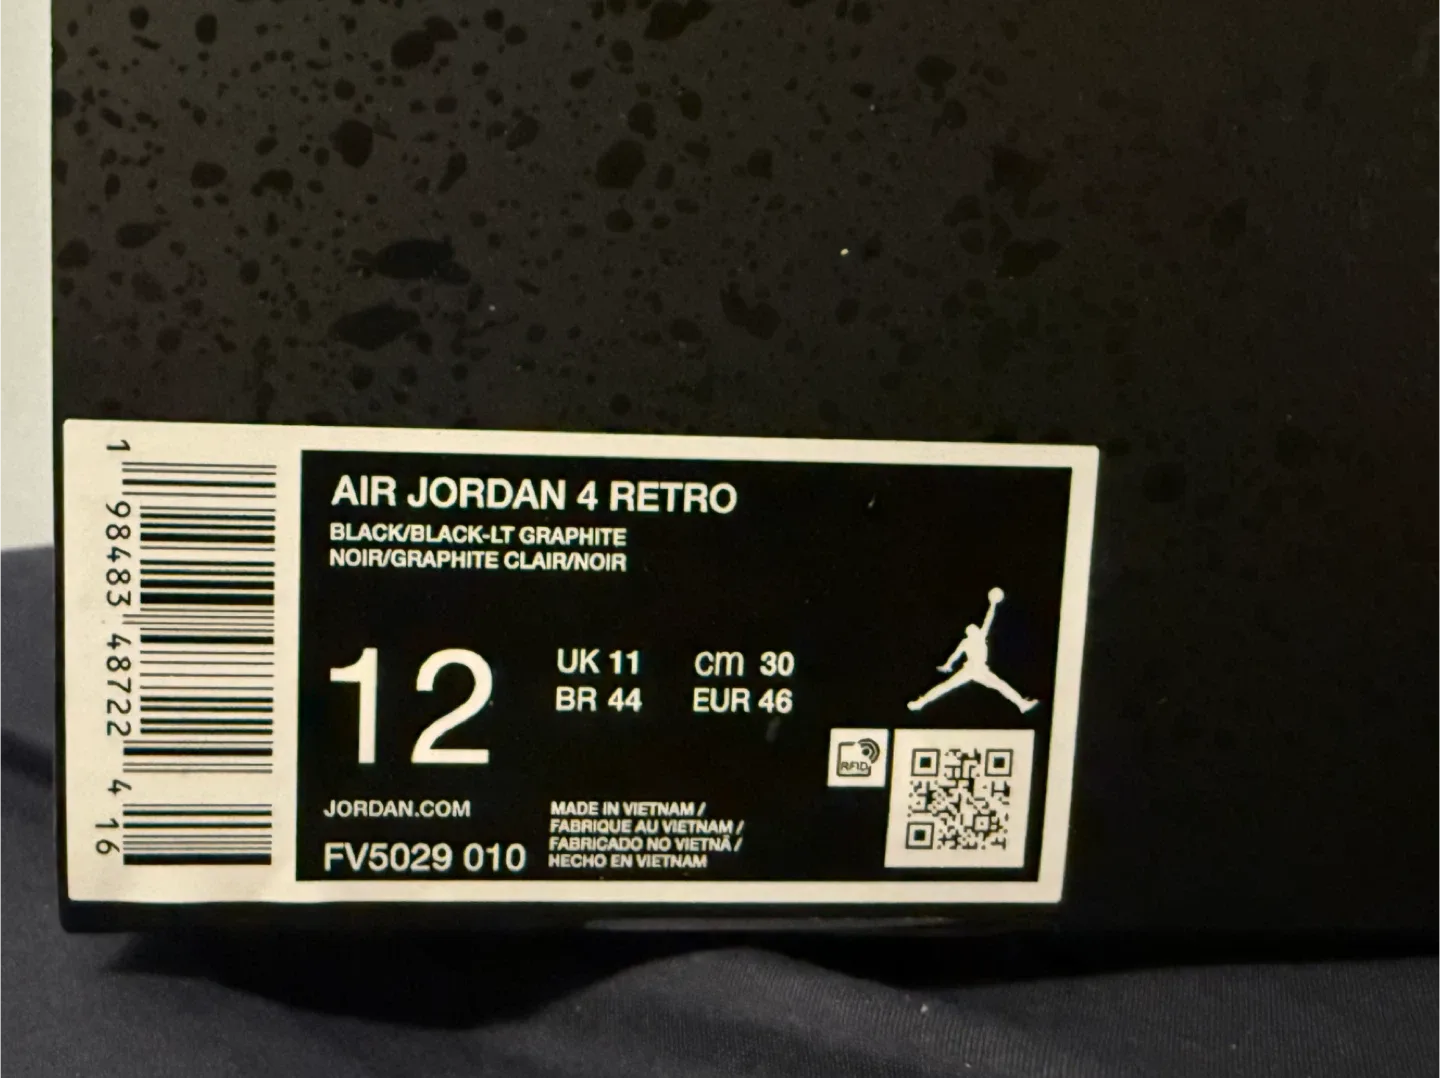 AIR JORDAN 4 RETRO
BLACK/BLACK-LT GRAPHITE
NOIR/GRAPHITE CLAIR/NOIR
12
UK 11 cm 30
BR 44 EUR 46
RFID
JORDAN.COM
FV5029 010
MADE IN VIETNAM /
FABRIQUE AU VIETNAM /
FABRICADO NO VIETNÃ /
HECHO EN VIETNAM
1 98483 48722 4 16